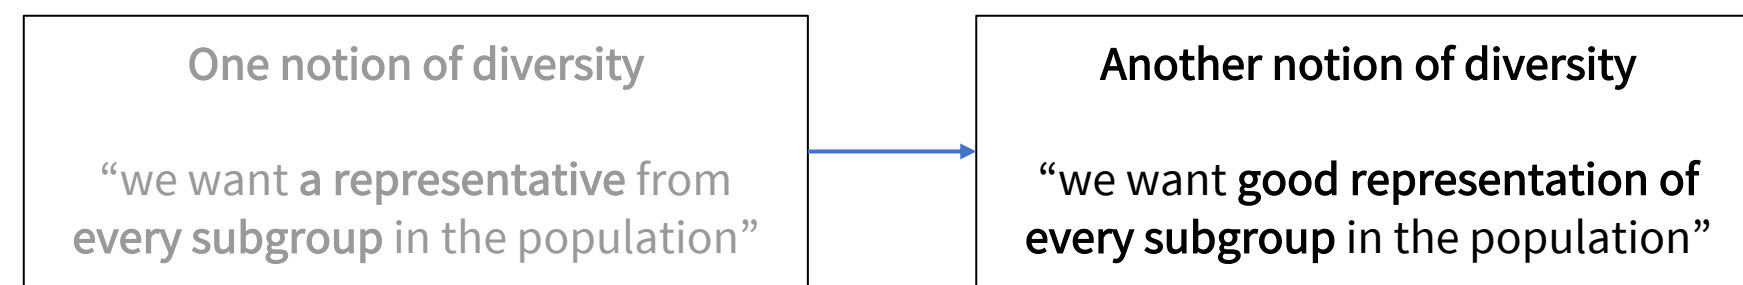 One notion of diversity
“we want a representative from
every subgroup in the population”
Another notion of diversity
“we want good representation of
every subgroup in the population”